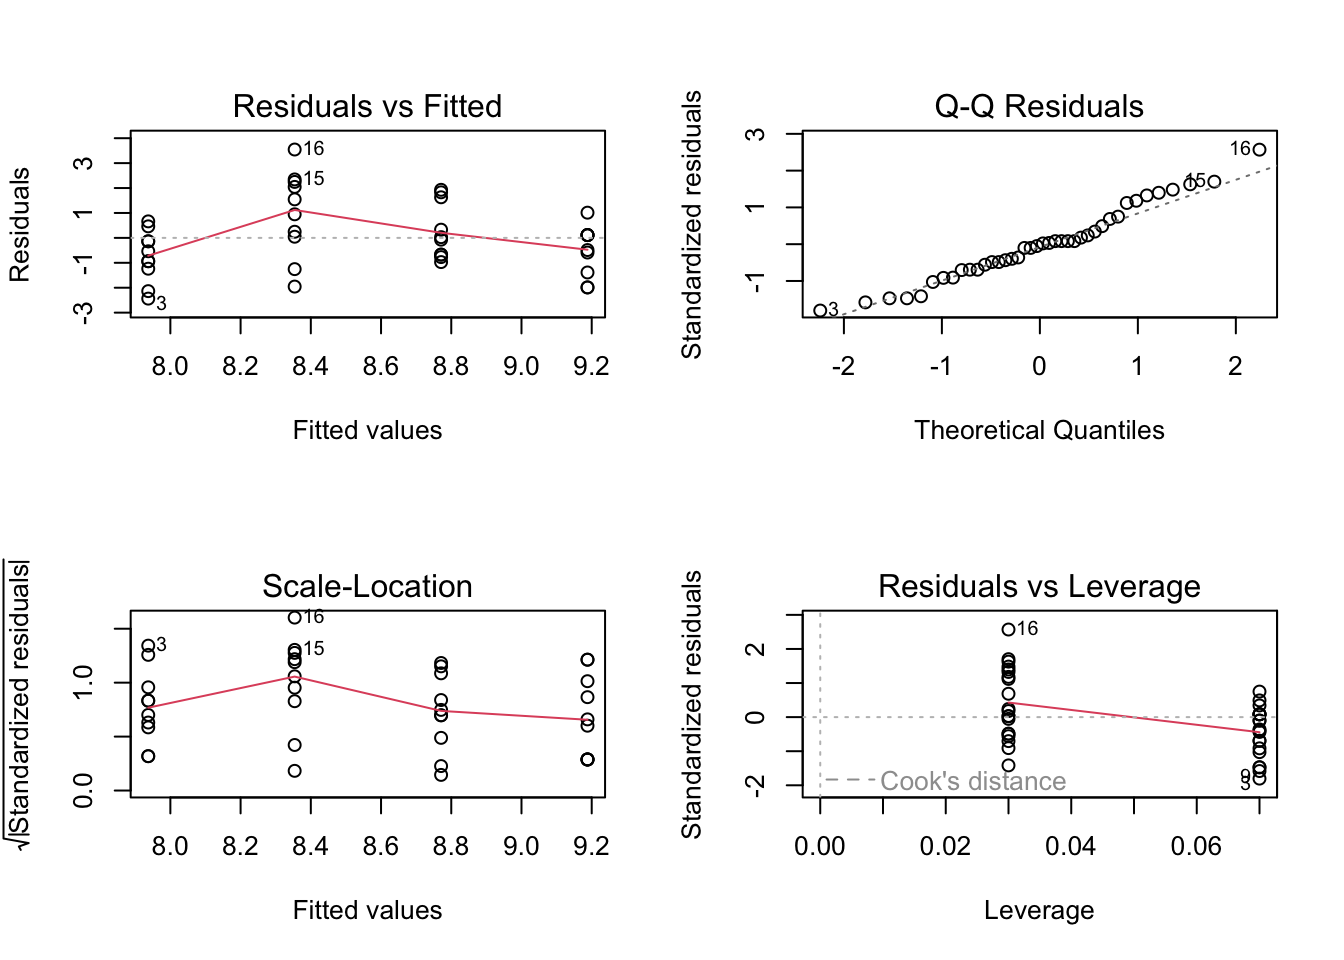 Residuals vs Fitted
Residuals
3
1
-1
-3
16
15
3
8.0 8.2 8.4 8.6 8.8 9.0 9.2
Fitted values
Q-Q Residuals
Standardized residuals
3
1
-1
16
15
3
-2 -1 0 1 2
Theoretical Quantiles
Scale-Location
√|Standardized residuals|
1.0
0.0
16
3
15
8.0 8.2 8.4 8.6 8.8 9.0 9.2
Fitted values
Residuals vs Leverage
Standardized residuals
2
0
-2
16
9
3
Cook's distance
0.00 0.02 0.04 0.06
Leverage